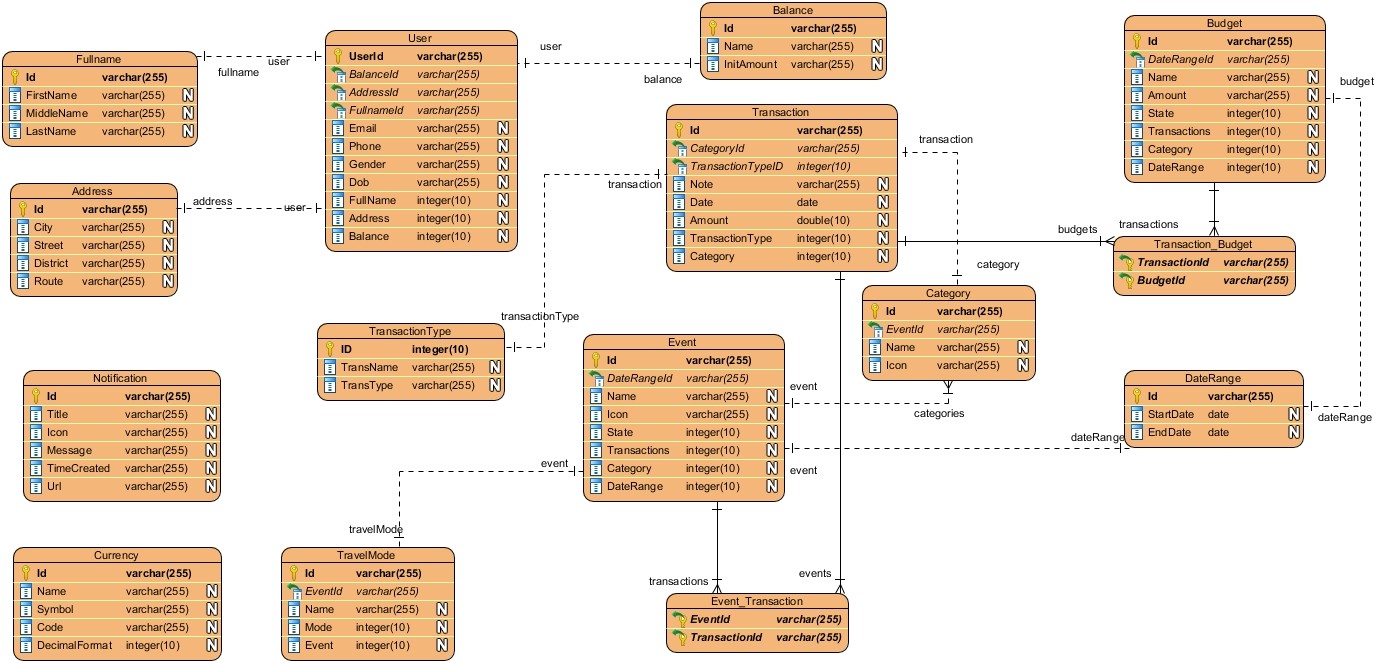 Fullname
Id varchar(255)
FirstName varchar(255) N
MiddleName varchar(255) N
LastName varchar(255) N
user
fullname
User
UserId varchar(255)
BalanceId varchar(255)
AddressId varchar(255)
FullnameId varchar(255)
Email varchar(255) N
Phone varchar(255) N
Gender varchar(255) N
Dob varchar(255) N
FullName integer(10) N
Address integer(10) N
Balance integer(10) N
user
balance
Balance
Id varchar(255)
Name varchar(255) N
InitAmount varchar(255) N
Budget
Id varchar(255)
DateRangeId varchar(255)
Name varchar(255) N
Amount varchar(255) N
State integer(10) N
Transactions integer(10) N
Category integer(10) N
DateRange integer(10) N
budget
Address
Id varchar(255)
City varchar(255) N
Street varchar(255) N
District varchar(255) N
Route varchar(255) N
address
user
Transaction
Id varchar(255)
CategoryId varchar(255)
TransactionTypeID integer(10)
Note varchar(255) N
Date date N
Amount double(10) N
TransactionType integer(10) N
Category integer(10) N
transaction
transaction
budgets
transactions
Transaction_Budget
TransactionId varchar(255)
BudgetId varchar(255)
category
Category
Id varchar(255)
EventId varchar(255)
Name varchar(255) N
Icon varchar(255) N
transactionType
TransactionType
ID integer(10)
TransName varchar(255) N
TransType varchar(255) N
Event
Id varchar(255)
DateRangeId varchar(255)
Name varchar(255) N
Icon varchar(255) N
State integer(10) N
Transactions integer(10) N
Category integer(10) N
DateRange integer(10) N
event
categories
dateRange
event
DateRange
Id varchar(255)
StartDate date N
EndDate date N
dateRange
Notification
Id varchar(255)
Title varchar(255) N
Icon varchar(255) N
Message varchar(255) N
TimeCreated varchar(255) N
Url varchar(255) N
event
travelMode
Currency
Id varchar(255)
Name varchar(255) N
Symbol varchar(255) N
Code varchar(255) N
DecimalFormat integer(10) N
TravelMode
Id varchar(255)
EventId varchar(255)
Name varchar(255) N
Mode integer(10) N
Event integer(10) N
transactions
events
Event_Transaction
EventId varchar(255)
TransactionId varchar(255)